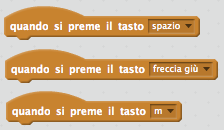 quando si preme il tasto spazio
quando si preme il tasto freccia giù
quando si preme il tasto m